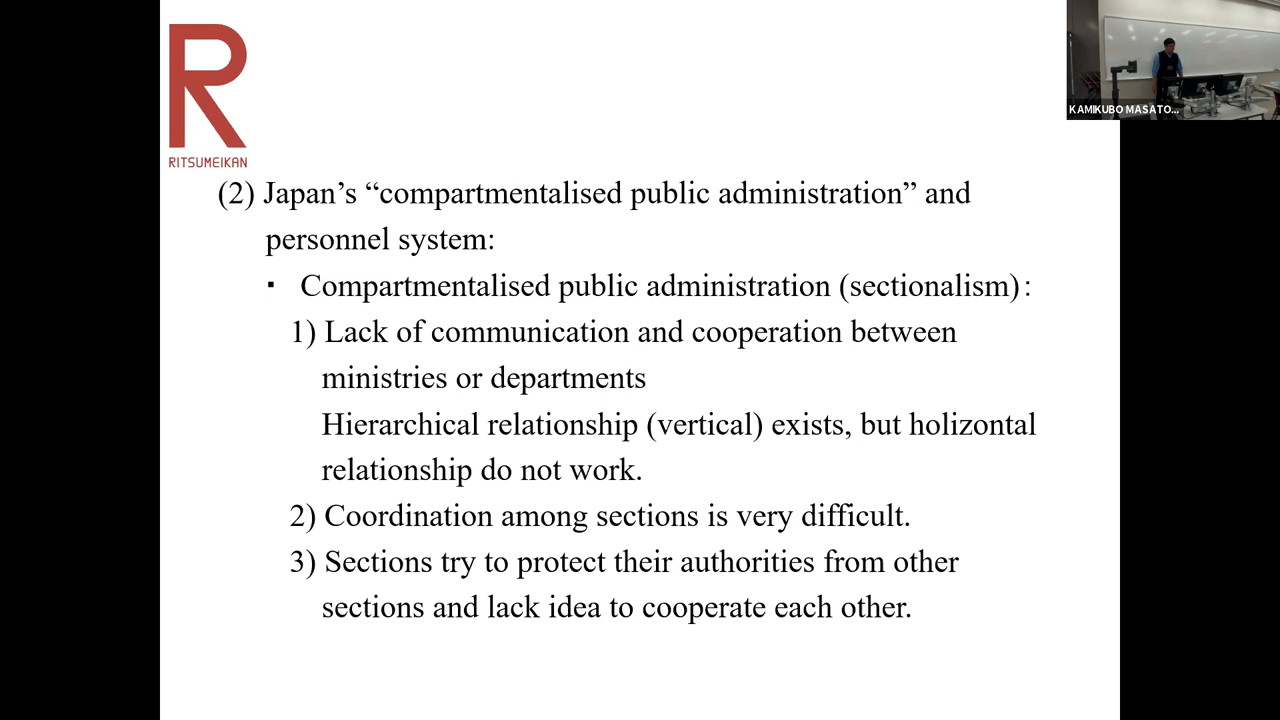 RITSUMEIKAN
KAMIKUBO MASATO...
(2) Japan’s “compartmentalised public administration” and
personnel system:
▪ Compartmentalised public administration (sectionalism):
1) Lack of communication and cooperation between
ministries or departments
Hierarchical relationship (vertical) exists, but holizontal
relationship do not work.
2) Coordination among sections is very difficult.
3) Sections try to protect their authorities from other
sections and lack idea to cooperate each other.